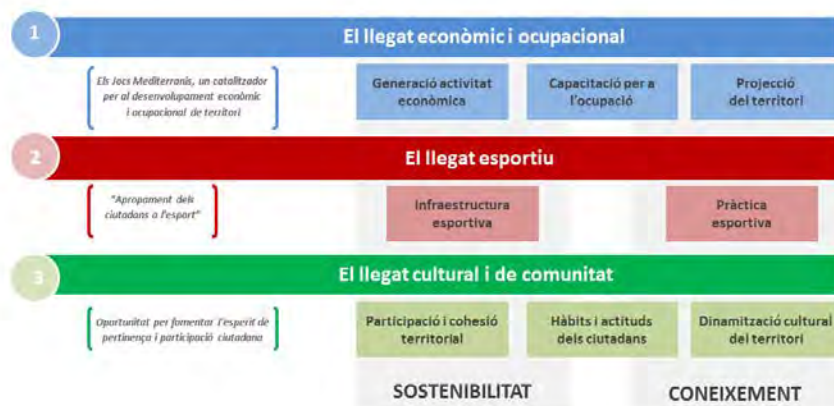 1
El llegat econòmic i ocupacional
Els Jocs Mediterranis, un catalitzador
per al desenvolupament econòmic
i ocupacional de territori
Generació activitat
econòmica
Capacitació per a
l'ocupació
Projecció
del territori
2
El llegat esportiu
"Apropament dels
ciutadans a l'esport"
Infraestructura
esportiva
Pràctica
esportiva
3
El llegat cultural i de comunitat
Oportunitat per fomentar l'esperit de
pertinença i participació ciutadana
Participació i cohesió
territorial
Hàbits i actituds
dels ciutadans
Dinamització cultural
del territori
SOSTENIBILITAT
CONEIXEMENT